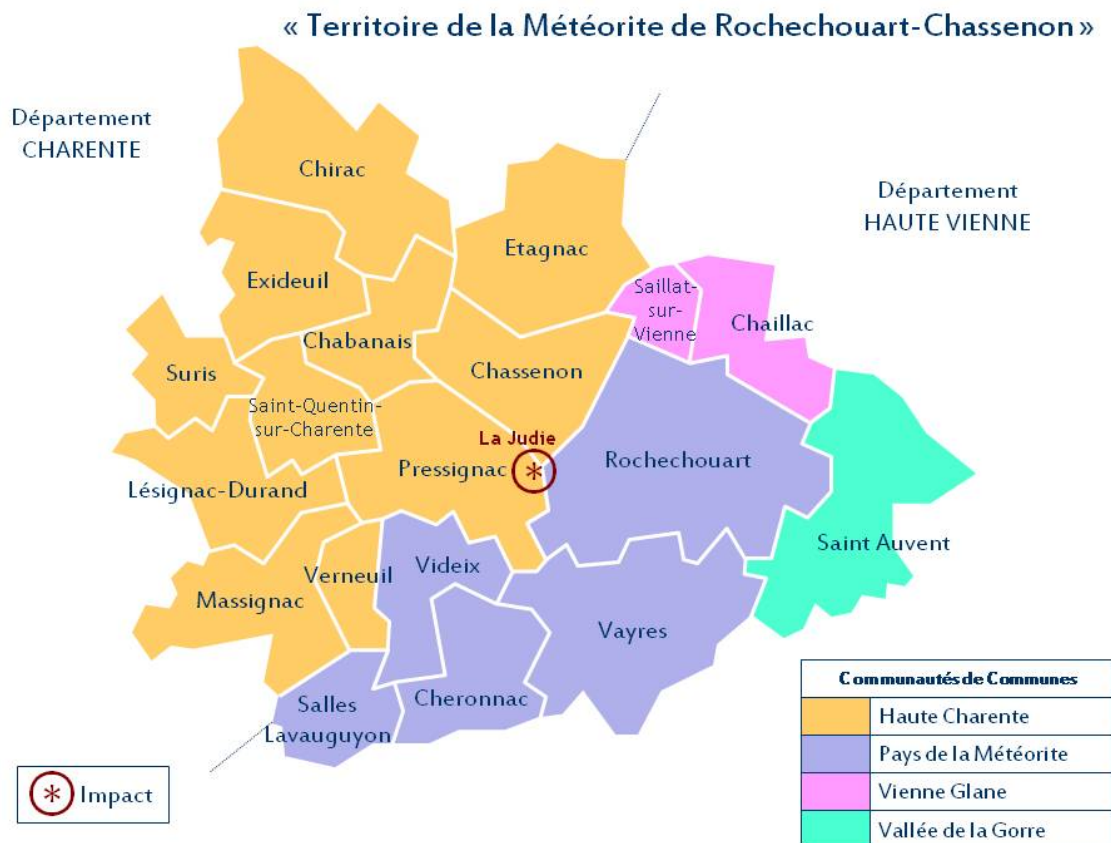 « Territoire de la Météorite de Rochechouart-Chassenon »
Département
CHARENTE
Département
HAUTE VIENNE
Chirac
Etagnac
Exideuil
Saillat-
sur-
Vienne
Chaillac
Chabanais
Chassenon
Suris
Saint-Quentin-
sur-Charente
La Judie
Pressignac
*
Rochechouart
Lésignac-Durand
Saint Auvent
Videix
Verneuil
Massignac
Vayres
Salles
Lavauguyon
Cheronnac
Communautés de Communes
Haute Charente
Pays de la Météorite
Vienne Glane
Vallée de la Gorre
* Impact